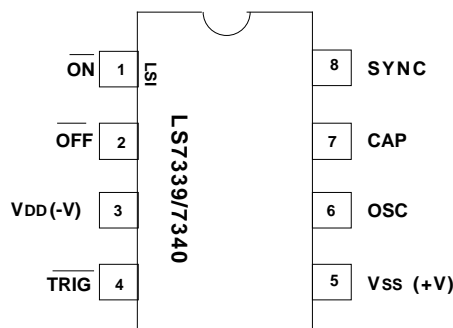 ON 1 LSI 8 SYNC
OFF 2 7 CAP
VDD (-V) 3 6 OSC
TRIG 4 5 VSS (+V)
LS7339/7340